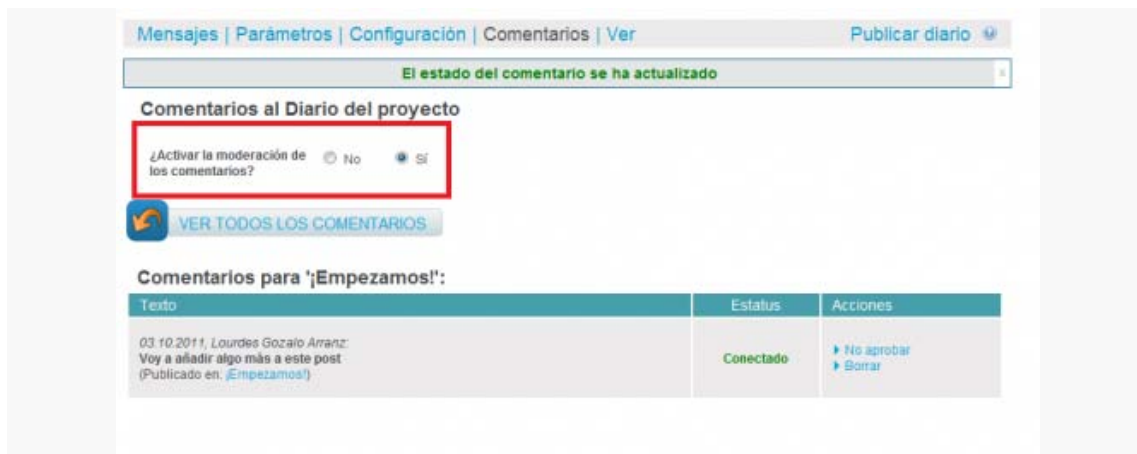 Mensajes | Parámetros | Configuración | Comentarios | Ver Publicar diario
El estado del comentario se ha actualizado
Comentarios al Diario del proyecto
¿Activar la moderación de No Sí
los comentarios?
VER TODOS LOS COMENTARIOS
Comentarios para '¡Empezamos!':
Texto Estatus Acciones
03.10.2011, Lourdes Gozalo Arranz:
Voy a añadir algo más a este post Conectado No aprobar
(Publicado en: ¡Empezamos!) Borrar